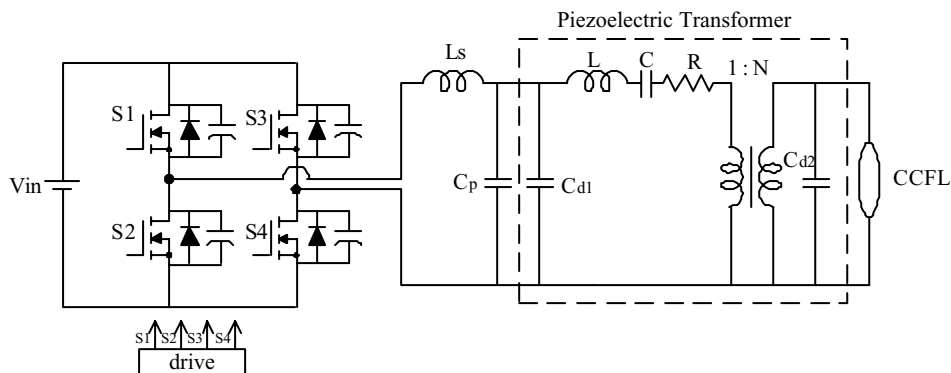 Piezoelectric Transformer
Ls
L
C
R
1 : N
S1
S3
Vin
Cp
Cd1
Cd2
CCFL
S2
S4
S1 S2 S3 S4
drive